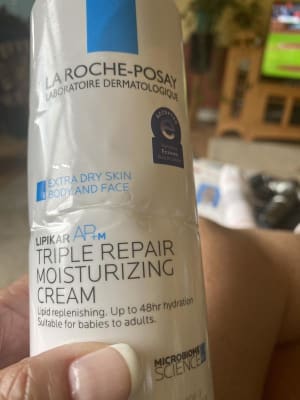 LA ROCHE-POSAY
LABORATOIRE DERMATOLOGIQUE
EXTRA DRY SKIN
BODY AND FACE
LIPIKAR AP+M
TRIPLE REPAIR
MOISTURIZING
CREAM
Lipid replenishing. Up to 48hr hydration
Suitable for babies to adults.
MICROBIOME
SCIENCE